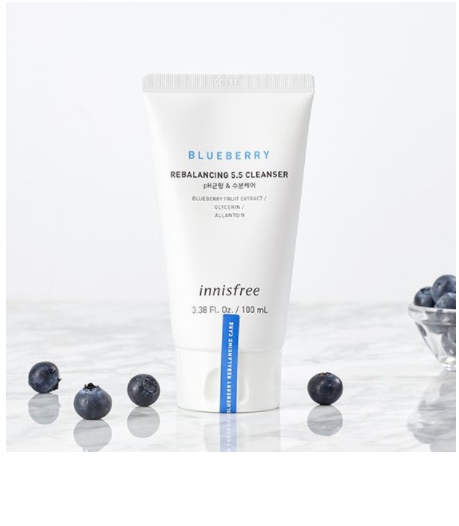 BLUEBERRY
REBALANCING 5.5 CLEANSER
pH균형 & 수분케어
BLUEBERRY FRUIT EXTRACT /
GLYCERIN /
ALLANTOIN
innisfree
3.38 FL. Oz. / 100 mL
BLUEBERRY REBALANCING CARE